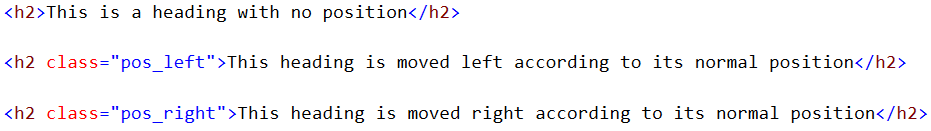 <h2>This is a heading with no position</h2>
<h2 class="pos_left">This heading is moved left according to its normal position</h2>
<h2 class="pos_right">This heading is moved right according to its normal position</h2>